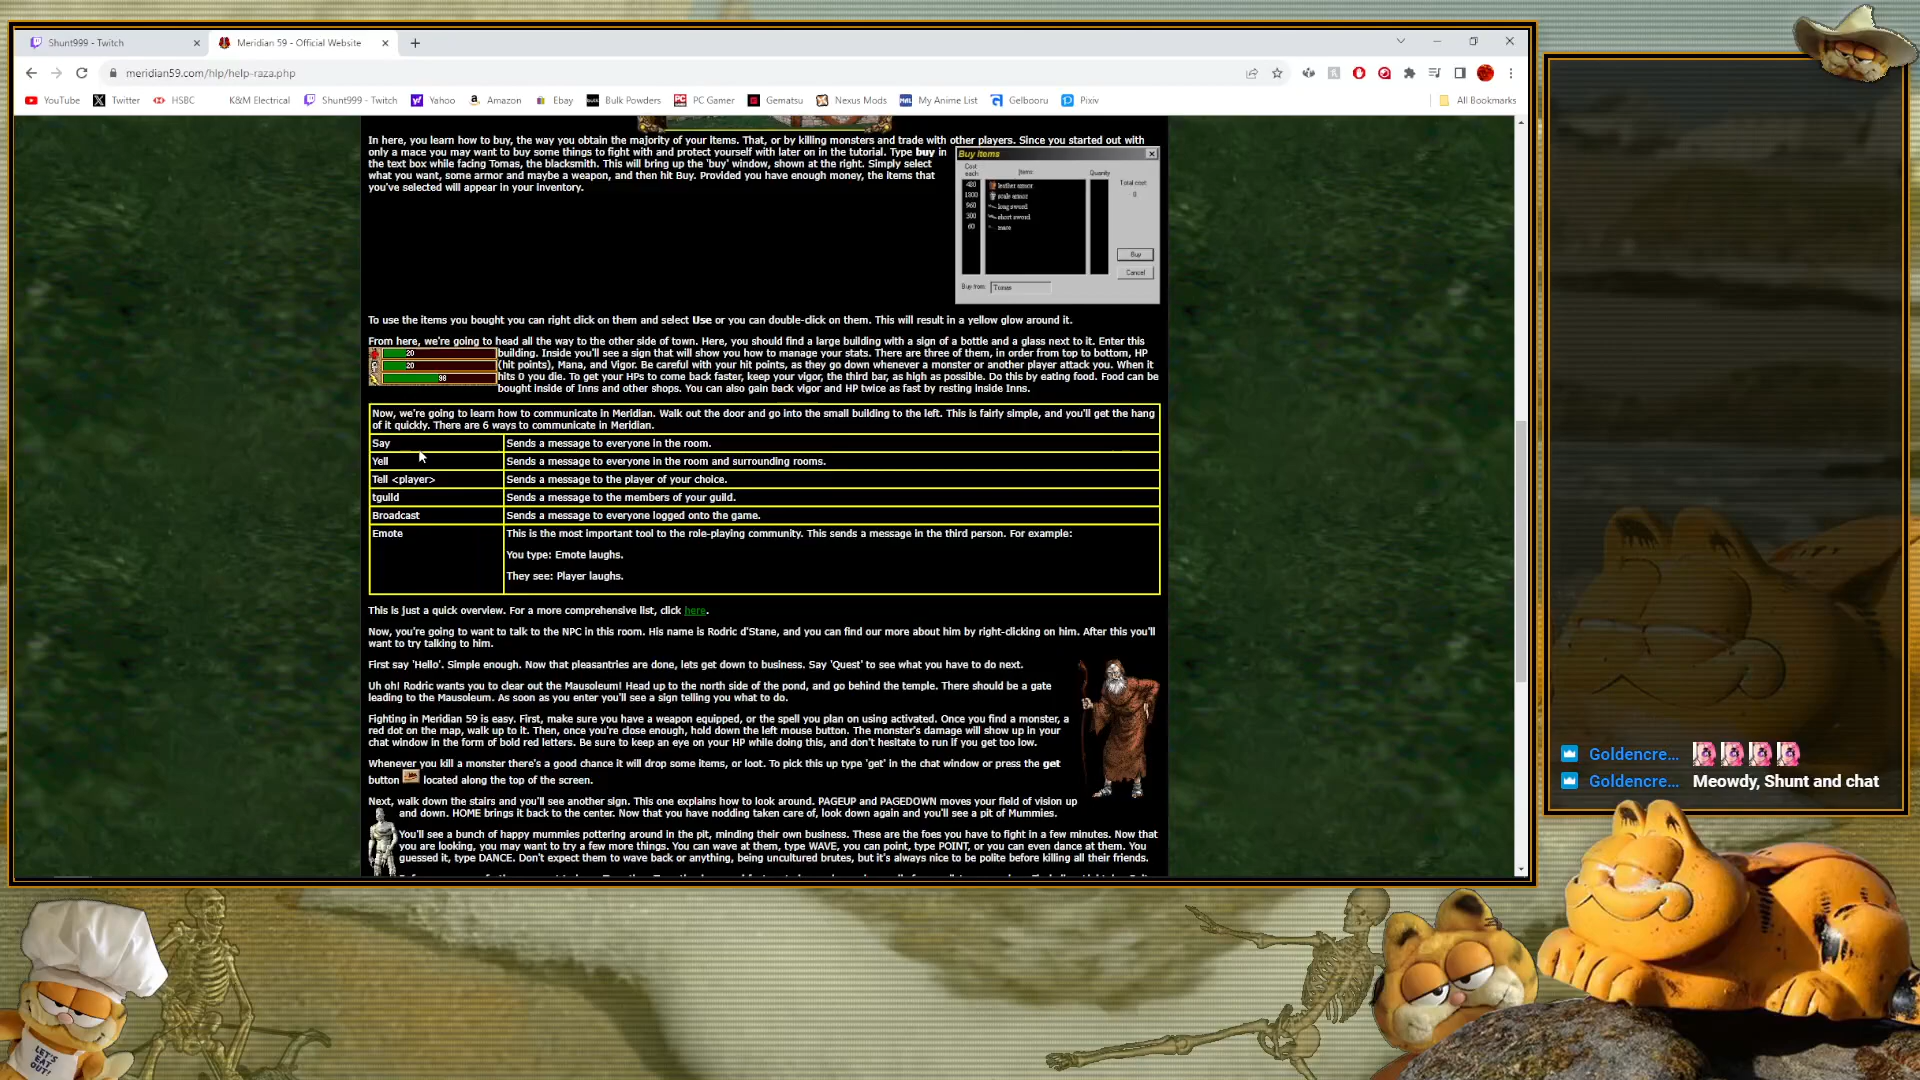 Shunt999 - Twitch
Meridian 59 - Official Website
meridian59.com/hlp/help-raza.php
YouTube
Twitter
HSBC
K&M Electrical
Shunt999 - Twitch
Yahoo
Amazon
Ebay
Bulk Powders
PC Gamer
Gematsu
Nexus Mods
My Anime List
Gelbooru
Pixiv
All Bookmarks
In here, you learn how to buy, the way you obtain the majority of your items. That, or by killing monsters and trade with other players. Since you started out with
only a mace you may want to buy some things to fight with and protect yourself with later on in the tutorial. Type buy in
the text box while facing Tomas, the blacksmith. This will bring up the 'buy' window, shown at the right. Simply select
what you want, some armor and maybe a weapon, and then hit Buy. Provided you have enough money, the items that
you've selected will appear in your inventory.
Buy Items
Cost each
Items
Quantity
Total cost
480 leather armor
1800 scale armor
960 long sword
300 short sword
60 mace
0
Buy
Cancel
Buy from: Tomas
To use the items you bought you can right click on them and select Use or you can double-click on them. This will result in a yellow glow around it.
From here, we're going to head all the way to the other side of town. Here, you should find a large building with a sign of a bottle and a glass next to it. Enter this
building. Inside you'll see a sign that will show you how to manage your stats. There are three of them, in order from top to bottom, HP
(hit points), Mana, and Vigor. Be careful with your hit points, as they go down whenever a monster or another player attack you. When it
hits 0 you die. To get your HPs to come back faster, keep your vigor, the third bar, as high as possible. Do this by eating food. Food can be
bought inside of Inns and other shops. You can also gain back vigor and HP twice as fast by resting inside Inns.
20
20
98
Now, we're going to learn how to communicate in Meridian. Walk out the door and go into the small building to the left. This is fairly simple, and you'll get the hang
of it quickly. There are 6 ways to communicate in Meridian.
Say Sends a message to everyone in the room.
Yell Sends a message to everyone in the room and surrounding rooms.
Tell <player> Sends a message to the player of your choice.
tguild Sends a message to the members of your guild.
Broadcast Sends a message to everyone logged onto the game.
Emote This is the most important tool to the role-playing community. This sends a message in the third person. For example:
You type: Emote laughs.
They see: Player laughs.
This is just a quick overview. For a more comprehensive list, click here.
Now, you're going to want to talk to the NPC in this room. His name is Rodric d'Stane, and you can find our more about him by right-clicking on him. After this you'll
want to try talking to him.
First say 'Hello'. Simple enough. Now that pleasantries are done, lets get down to business. Say 'Quest' to see what you have to do next.
Uh oh! Rodric wants you to clear out the Mausoleum! Head up to the north side of the pond, and go behind the temple. There should be a gate
leading to the Mausoleum. As soon as you enter you'll see a sign telling you what to do.
Fighting in Meridian 59 is easy. First, make sure you have a weapon equipped, or the spell you plan on using activated. Once you find a monster, a
red dot on the map, walk up to it. Then, once you're close enough, hold down the left mouse button. The monster's damage will show up in your
chat window in the form of bold red letters. Be sure to keep an eye on your HP while doing this, and don't hesitate to run if you get too low.
Whenever you kill a monster there's a good chance it will drop some items, or loot. To pick this up type 'get' in the chat window or press the get
button located along the top of the screen.
Next, walk down the stairs and you'll see another sign. This one explains how to look around. PAGEUP and PAGEDOWN moves your field of vision up
and down. HOME brings it back to the center. Now that you have nodding taken care of, look down again and you'll see a pit of Mummies.
You'll see a bunch of happy mummies pottering around in the pit, minding their own business. These are the foes you have to fight in a few minutes. Now that
you are looking, you may want to try a few more things. You can wave at them, type WAVE, you can point, type POINT, or you can even dance at them. You
guessed it, type DANCE. Don't expect them to wave back or anything, being uncultured brutes, but it's always nice to be polite before killing all their friends.
Goldencre...
Goldencre... Meowdy, Shunt and chat
LET'S
EAT
OUT!